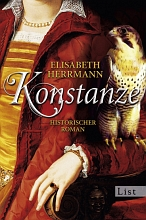 ELISABETH
HERRMANN
Konstanze
HISTORISCHER
ROMAN
List